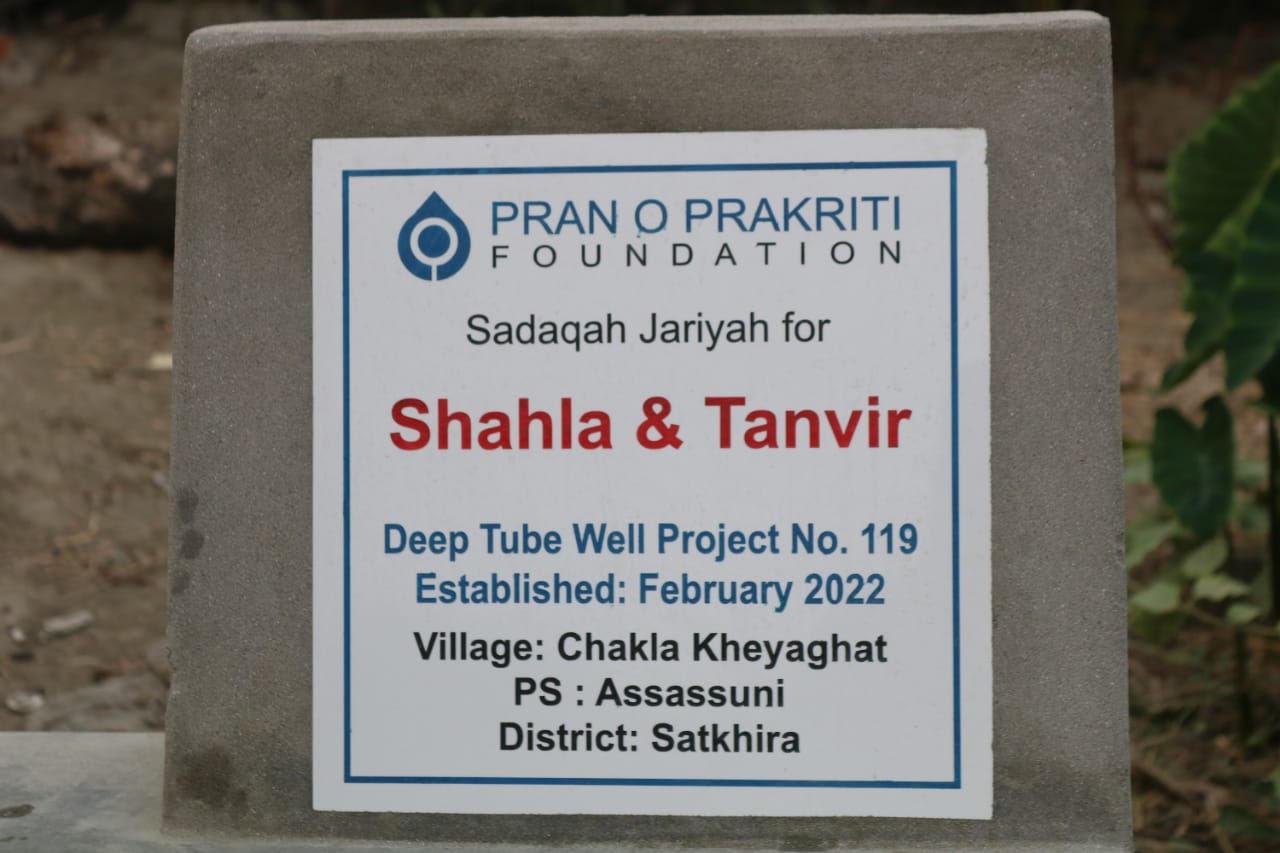 PRAN O PRAKRITI
FOUNDATION
Sadaqah Jariyah for
Shahla & Tanvir
Deep Tube Well Project No. 119
Established: February 2022
Village: Chakla Kheyaghat
PS : Assassuni
District: Satkhira